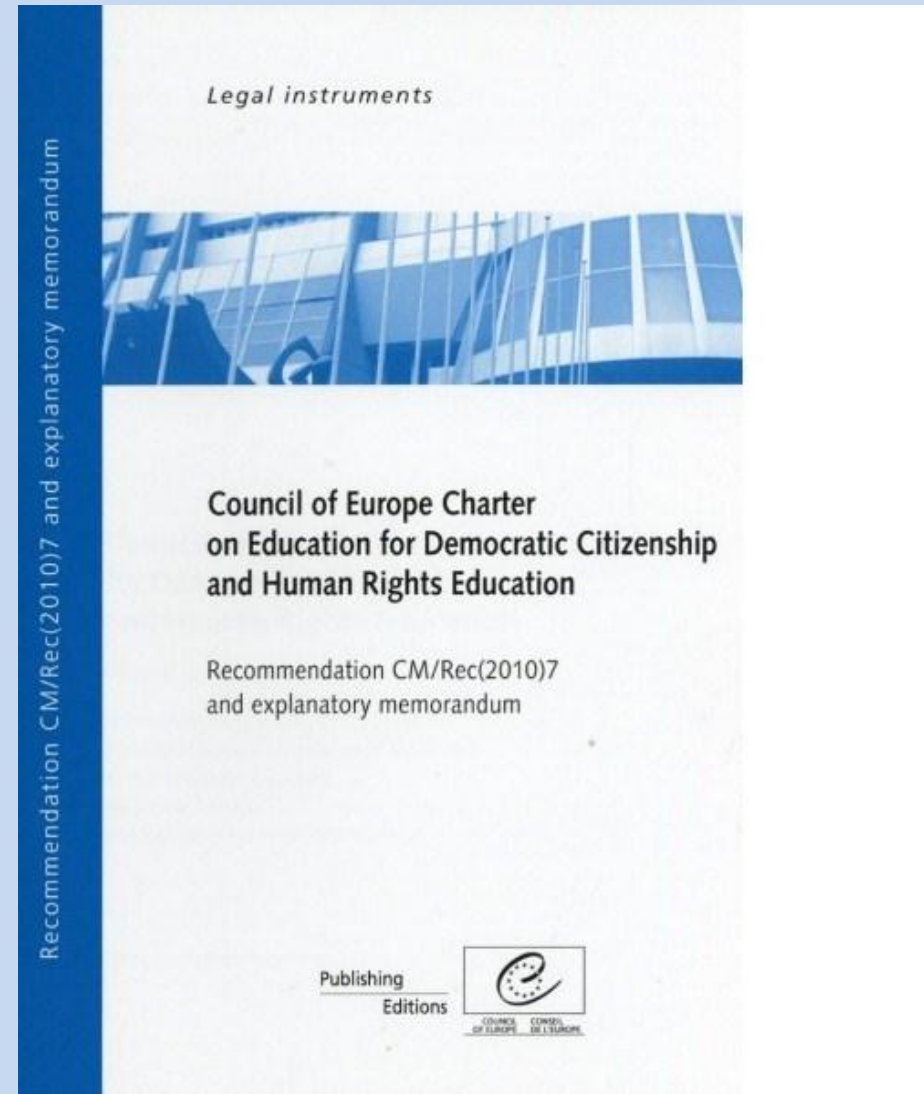 Recommendation CM/Rec(2010)7 and explanatory memorandum
Legal instruments
Council of Europe Charter
on Education for Democratic Citizenship
and Human Rights Education
Recommendation CM/Rec(2010)7
and explanatory memorandum
Publishing
Editions
COUNCIL CONSEIL
OF EUROPE DE L'EUROPE